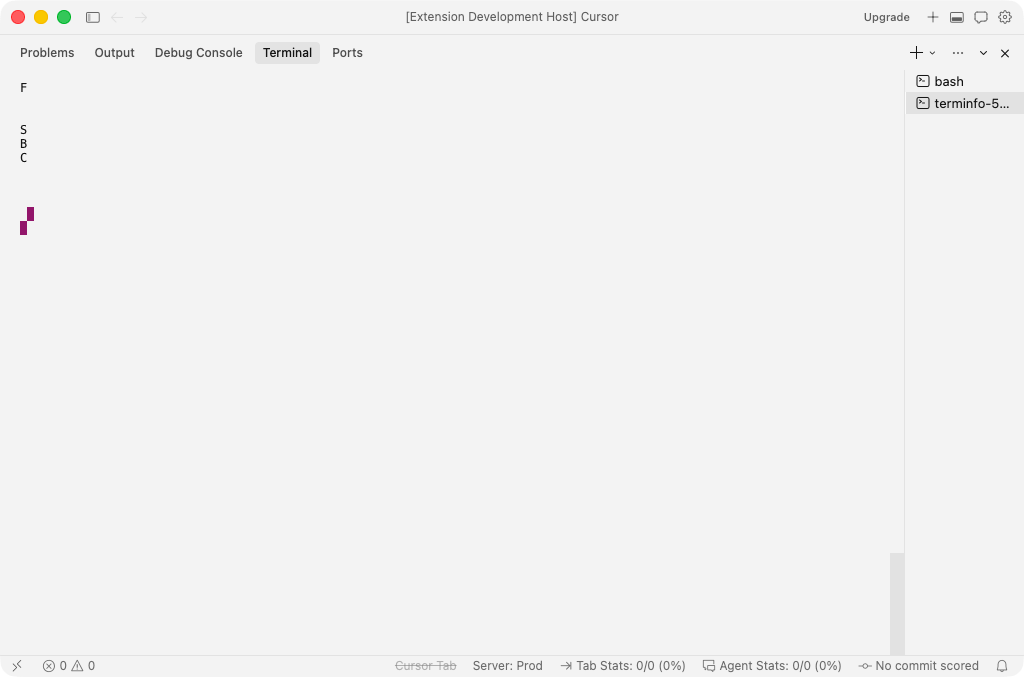 [Extension Development Host] Cursor
Upgrade
Problems Output Debug Console Terminal Ports
F
S
B
C
bash
terminfo-5...
0 0 Cursor Tab Server: Prod Tab Stats: 0/0 (0%) Agent Stats: 0/0 (0%) No commit scored